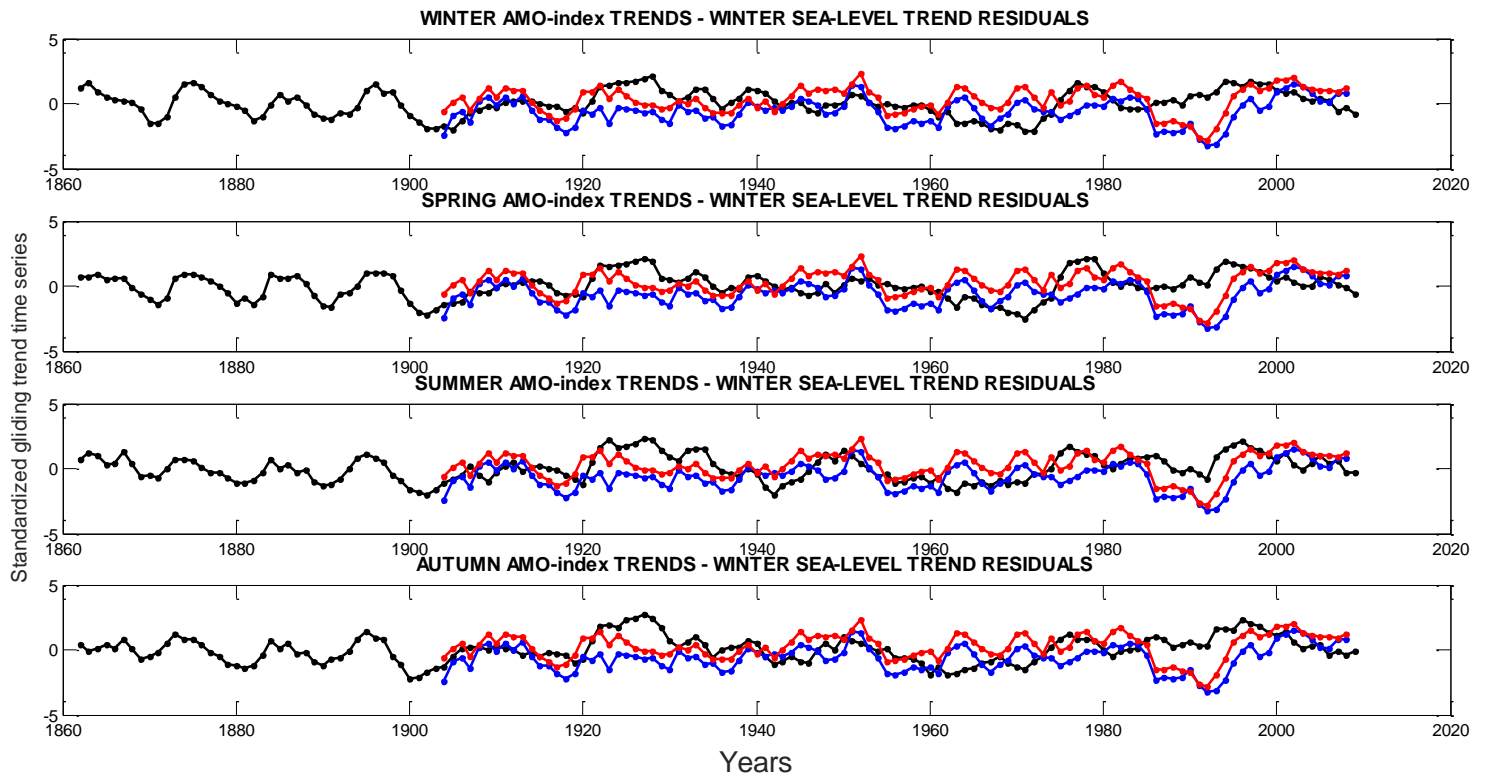 WINTER AMO-index TRENDS - WINTER SEA-LEVEL TREND RESIDUALS
5
0
-5
1860 1880 1900 1920 1940 1960 1980 2000 2020
SPRING AMO-index TRENDS - WINTER SEA-LEVEL TREND RESIDUALS
5
0
-5
1860 1880 1900 1920 1940 1960 1980 2000 2020
SUMMER AMO-index TRENDS - WINTER SEA-LEVEL TREND RESIDUALS
5
0
-5
1860 1880 1900 1920 1940 1960 1980 2000 2020
AUTUMN AMO-index TRENDS - WINTER SEA-LEVEL TREND RESIDUALS
5
0
-5
1860 1880 1900 1920 1940 1960 1980 2000 2020
Standardized gliding trend time series
Years